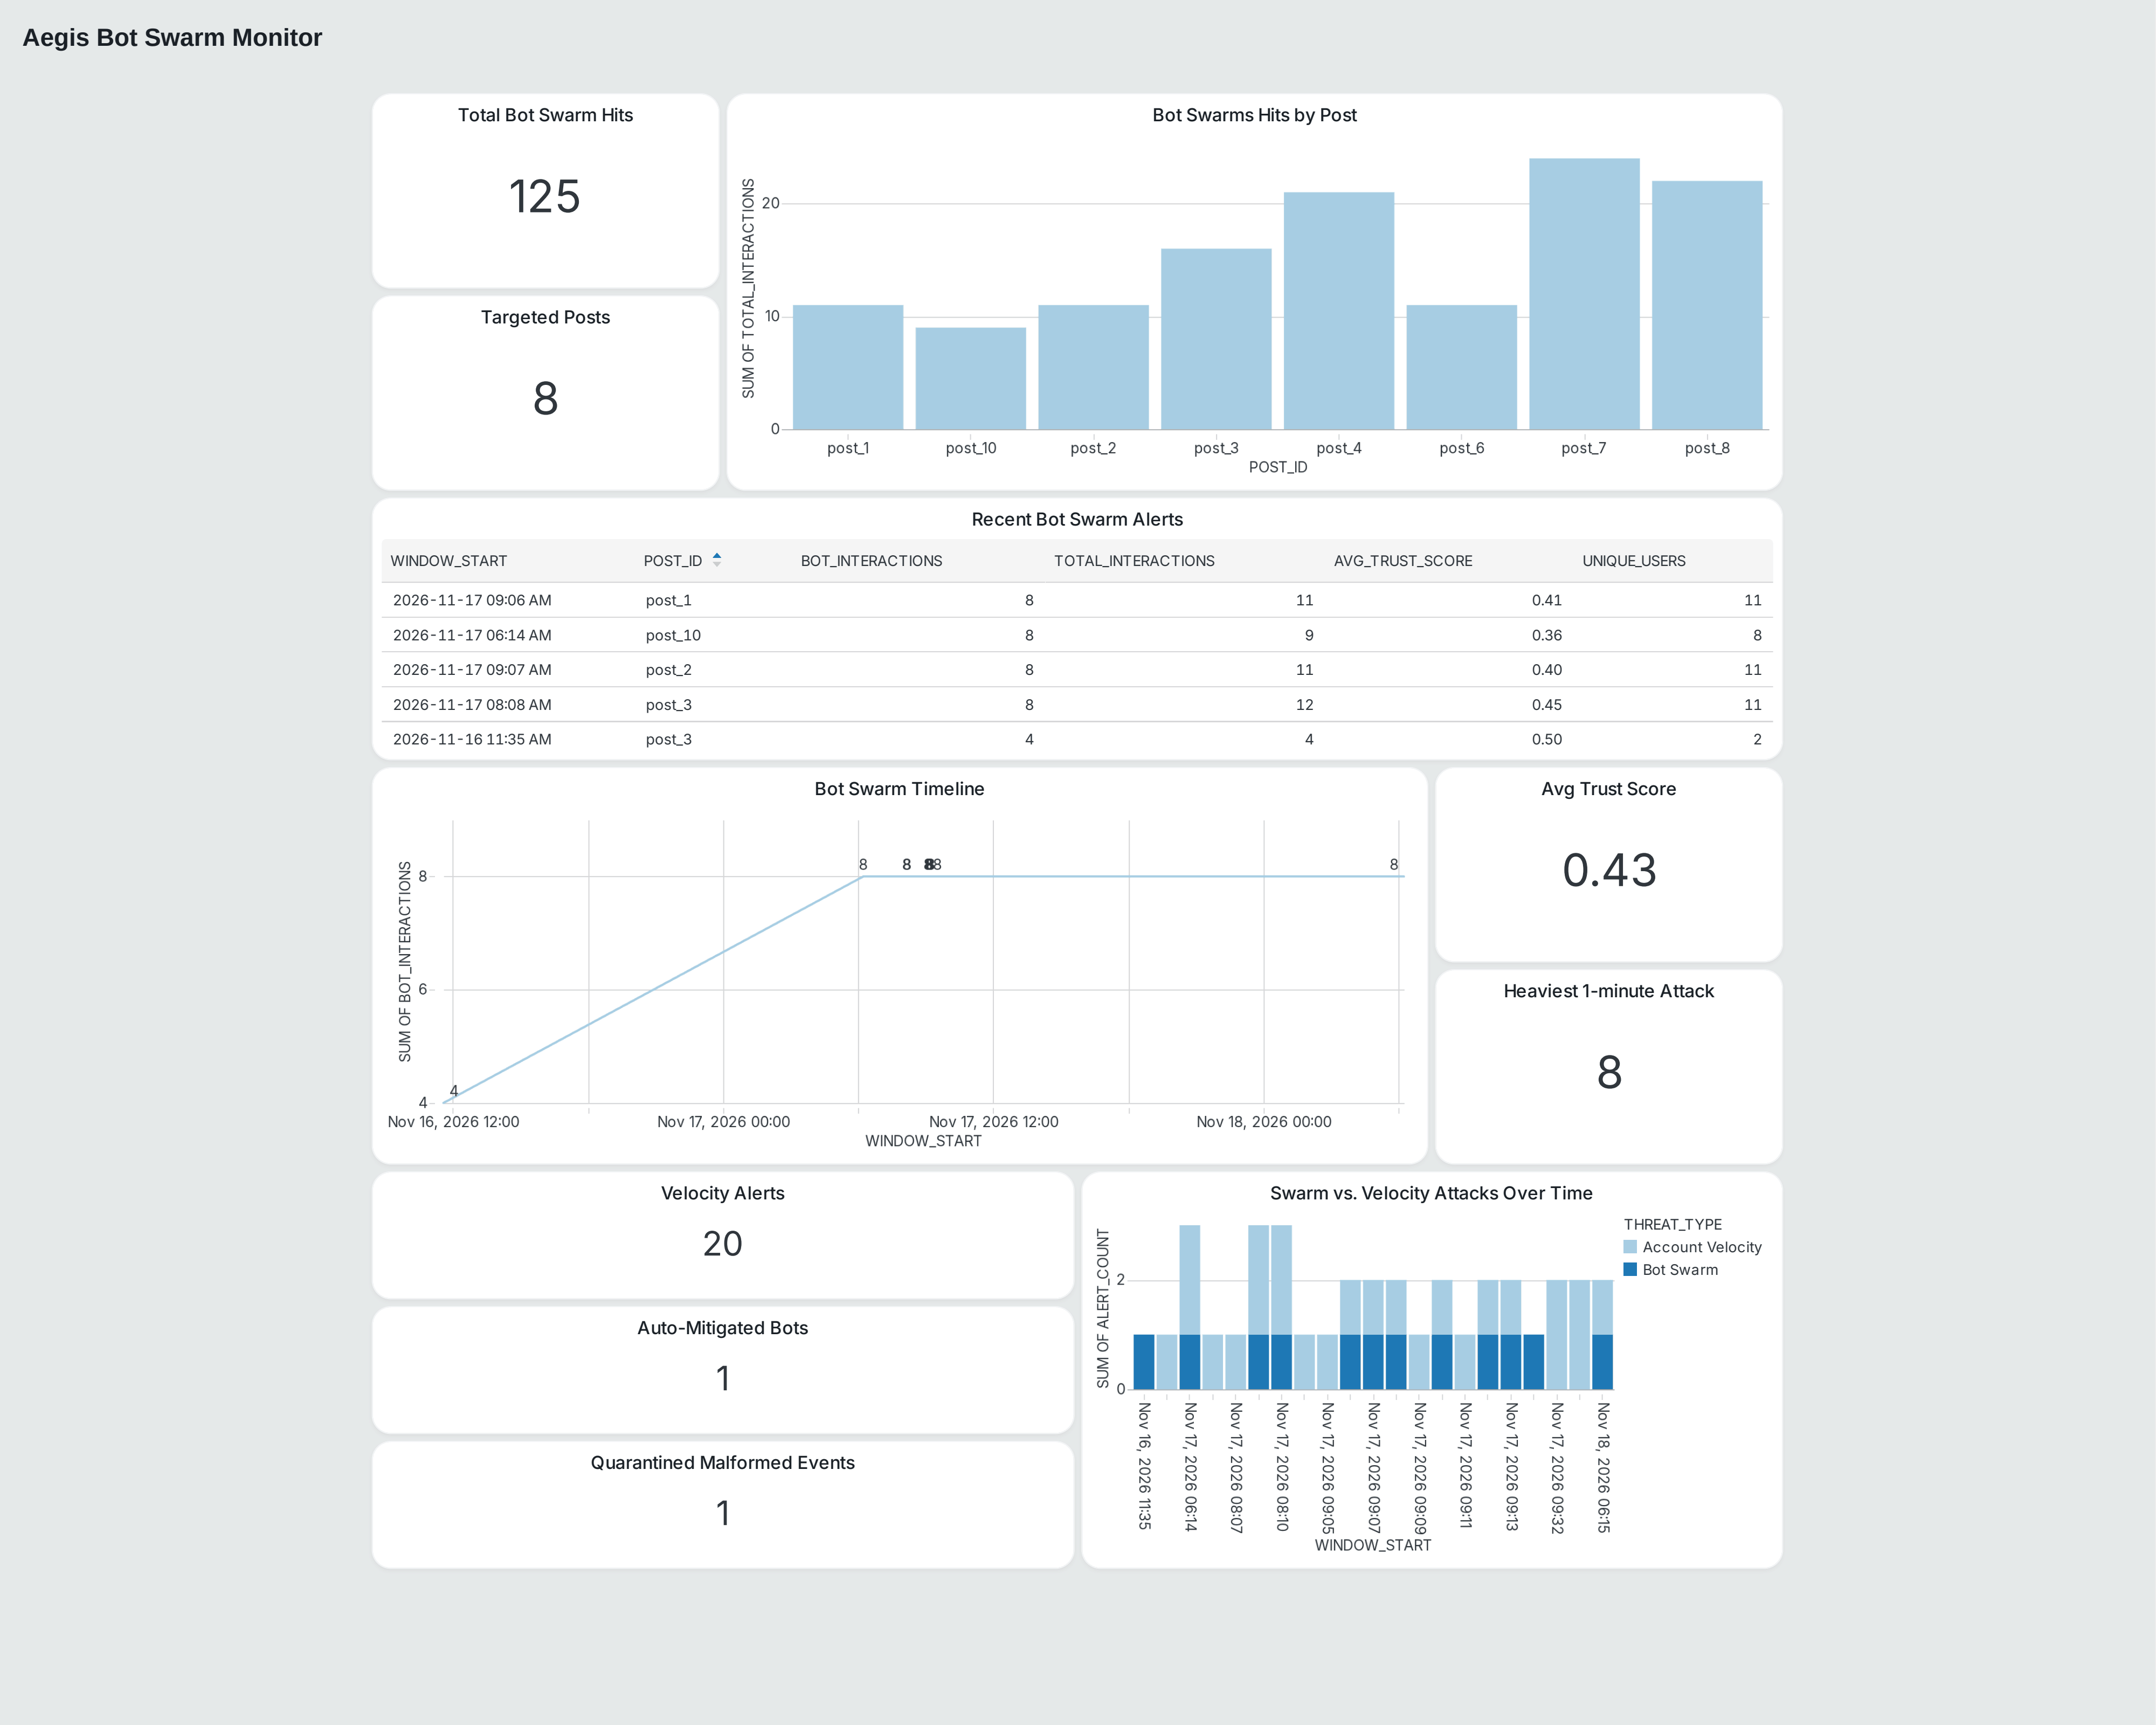 Aegis Bot Swarm Monitor
Total Bot Swarm Hits
125
Targeted Posts
8
Bot Swarms Hits by Post
SUM OF TOTAL_INTERACTIONS
20
10
0
post_1 post_10 post_2 post_3 post_4 post_6 post_7 post_8
POST_ID
Recent Bot Swarm Alerts
WINDOW_START POST_ID BOT_INTERACTIONS TOTAL_INTERACTIONS AVG_TRUST_SCORE UNIQUE_USERS
2026-11-17 09:06 AM post_1 8 11 0.41 11
2026-11-17 06:14 AM post_10 8 9 0.36 8
2026-11-17 09:07 AM post_2 8 11 0.40 11
2026-11-17 08:08 AM post_3 8 12 0.45 11
2026-11-16 11:35 AM post_3 4 4 0.50 2
Bot Swarm Timeline
SUM OF BOT_INTERACTIONS
8 8 8 8 8
8
6
4
4
Nov 16, 2026 12:00 Nov 17, 2026 00:00 Nov 17, 2026 12:00 Nov 18, 2026 00:00
WINDOW_START
Avg Trust Score
0.43
Heaviest 1-minute Attack
8
Velocity Alerts
20
Auto-Mitigated Bots
1
Quarantined Malformed Events
1
Swarm vs. Velocity Attacks Over Time
SUM OF ALERT_COUNT
2
0
THREAT_TYPE
Account Velocity
Bot Swarm
Nov 16, 2026 11:35
Nov 17, 2026 06:14
Nov 17, 2026 08:07
Nov 17, 2026 08:10
Nov 17, 2026 09:05
Nov 17, 2026 09:07
Nov 17, 2026 09:09
Nov 17, 2026 09:11
Nov 17, 2026 09:13
Nov 17, 2026 09:32
Nov 18, 2026 06:15
WINDOW_START